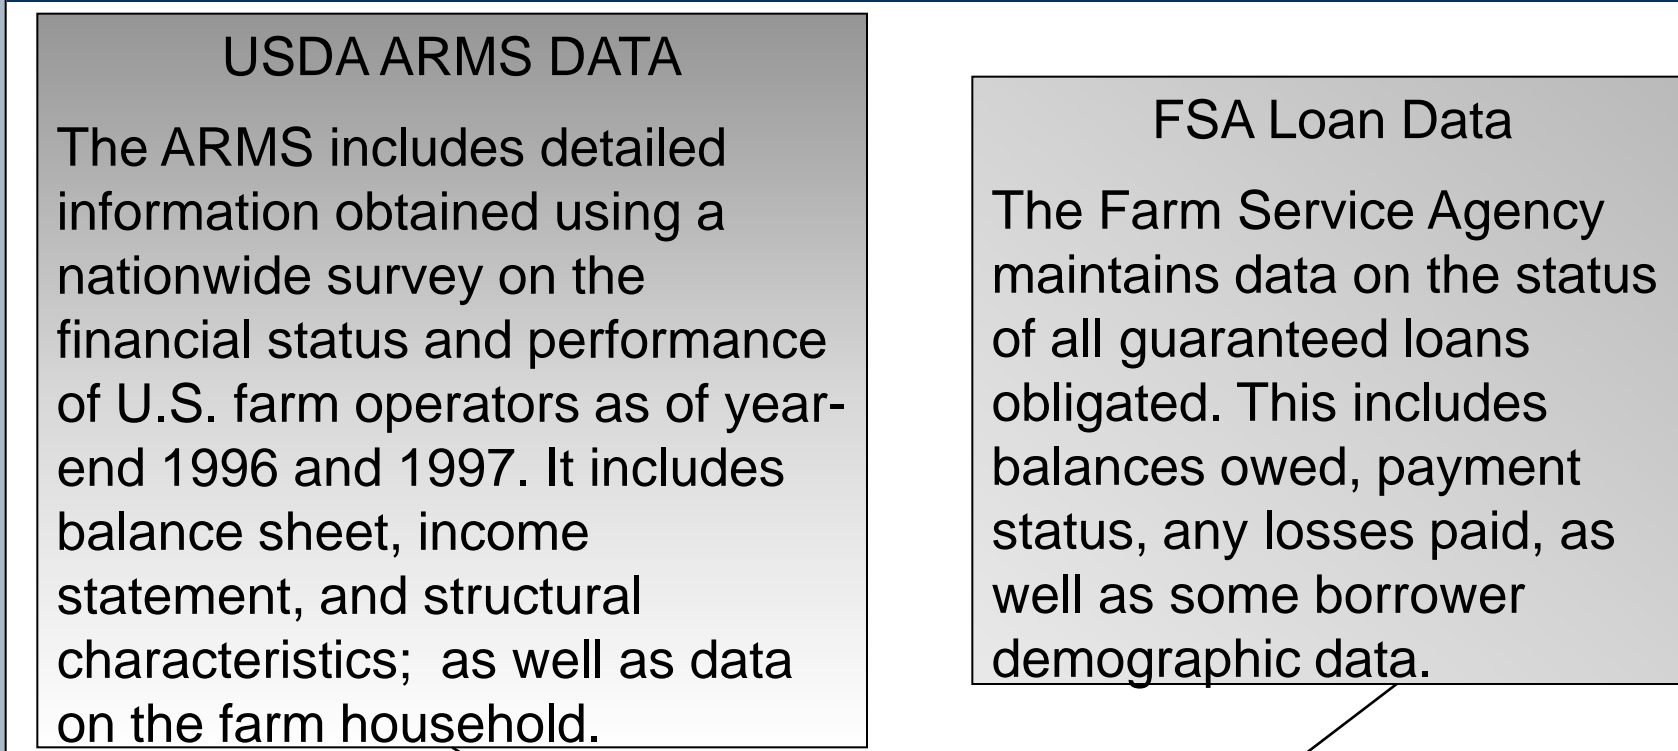 USDA ARMS DATA
The ARMS includes detailed
information obtained using a
nationwide survey on the
financial status and performance
of U.S. farm operators as of year-
end 1996 and 1997. It includes
balance sheet, income
statement, and structural
characteristics;  as well as data
on the farm household.
FSA Loan Data
The Farm Service Agency
maintains data on the status
of all guaranteed loans
obligated. This includes
balances owed, payment
status, any losses paid, as
well as some borrower
demographic data.